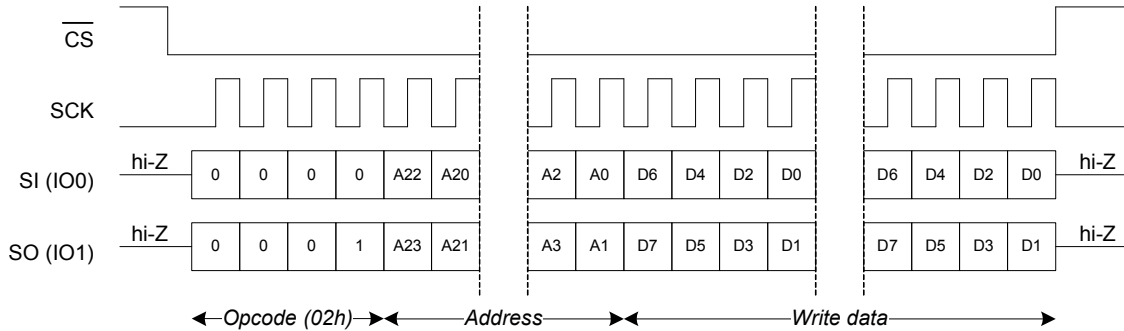 CS
SCK
hi-Z hi-Z
SI (IO0) 0 0 0 0 A22 A20 A2 A0 D6 D4 D2 D0 D6 D4 D2 D0
hi-Z hi-Z
SO (IO1) 0 0 0 1 A23 A21 A3 A1 D7 D5 D3 D1 D7 D5 D3 D1
Opcode (02h) Address Write data